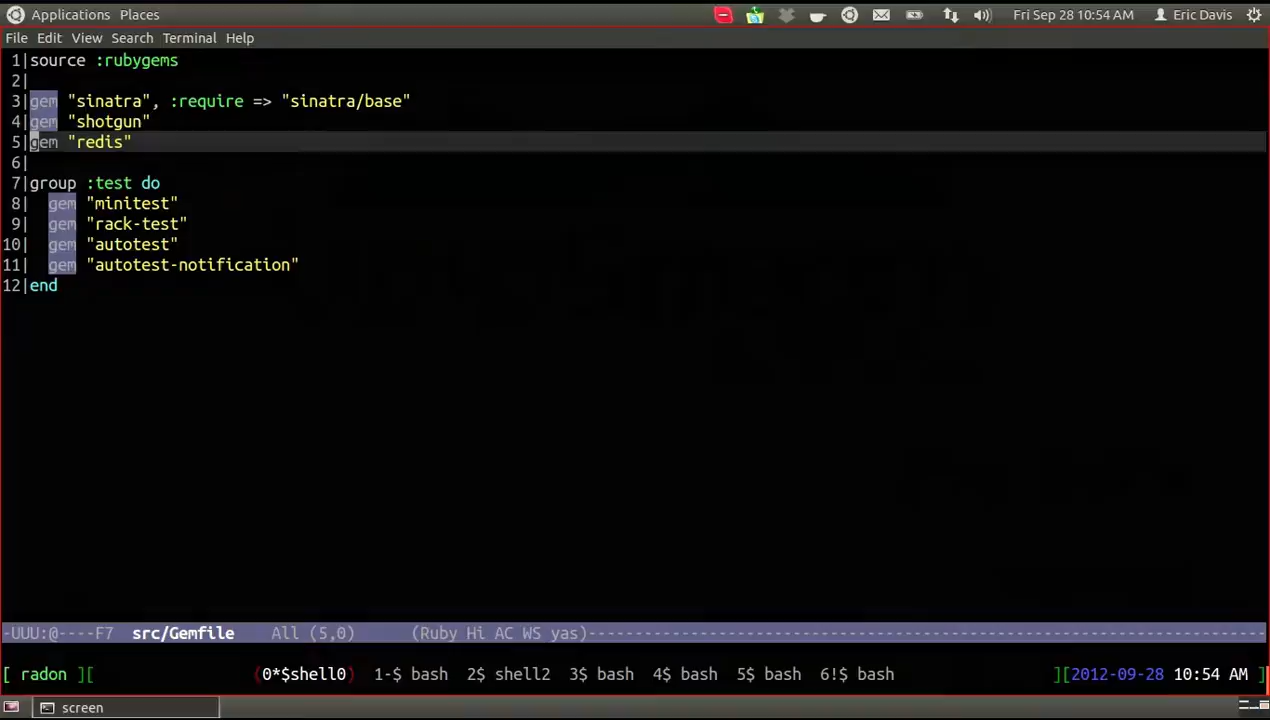 Applications Places Fri Sep 28 10:54 AM Eric Davis
File Edit View Search Terminal Help
1|source :rubygems
2|
3|gem "sinatra", :require => "sinatra/base"
4|gem "shotgun"
5|gem "redis"
6|
7|group :test do
8|  gem "minitest"
9|  gem "rack-test"
10|  gem "autotest"
11|  gem "autotest-notification"
12|end
-UUU:@----F7  src/Gemfile    All (5,0)      (Ruby Hi AC WS yas)--------------------------------------------------------------------------
[ radon ][ (0*$shell0) 1-$ bash 2$ shell2 3$ bash 4$ bash 5$ bash 6!$ bash ][2012-09-28 10:54 AM ]
screen